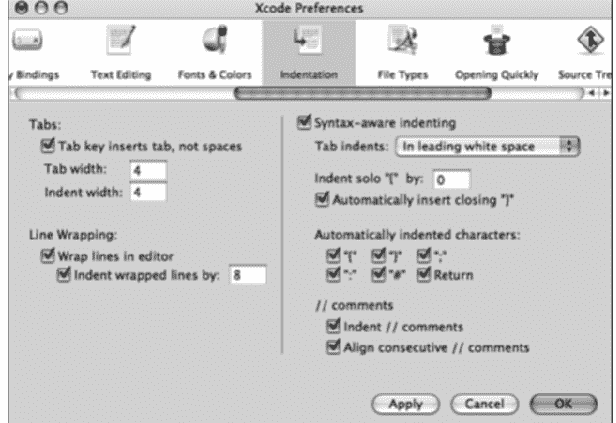 Xcode Preferences
y Bindings Text Editing Fonts & Colors Indentation File Types Opening Quickly Source Tre
Tabs:
Tab key inserts tab, not spaces
Tab width: 4
Indent width: 4
Line Wrapping:
Wrap lines in editor
Indent wrapped lines by: 8
Syntax-aware indenting
Tab indents: In leading white space
Indent solo "{" by: 0
Automatically insert closing "}"
Automatically indented characters:
"{" "}" ";"
":" "#" Return
// comments
Indent // comments
Align consecutive // comments
Apply Cancel OK